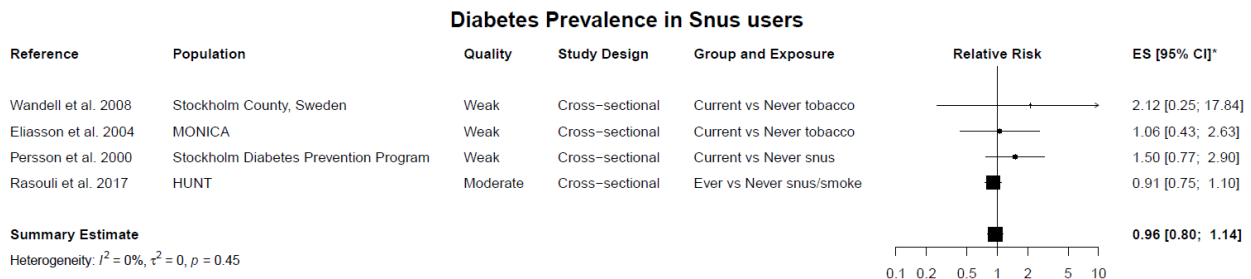 Diabetes Prevalence in Snus users
Reference Population Quality Study Design Group and Exposure Relative Risk ES [95% CI]*
Wandell et al. 2008 Stockholm County, Sweden Weak Cross−sectional Current vs Never tobacco 2.12 [0.25; 17.84]
Eliasson et al. 2004 MONICA Weak Cross−sectional Current vs Never tobacco 1.06 [0.43; 2.63]
Persson et al. 2000 Stockholm Diabetes Prevention Program Weak Cross−sectional Current vs Never snus 1.50 [0.77; 2.90]
Rasouli et al. 2017 HUNT Moderate Cross−sectional Ever vs Never snus/smoke 0.91 [0.75; 1.10]
Summary Estimate 0.96 [0.80; 1.14]
Heterogeneity: I² = 0%, τ² = 0, p = 0.45
0.1 0.2 0.5 1 2 5 10